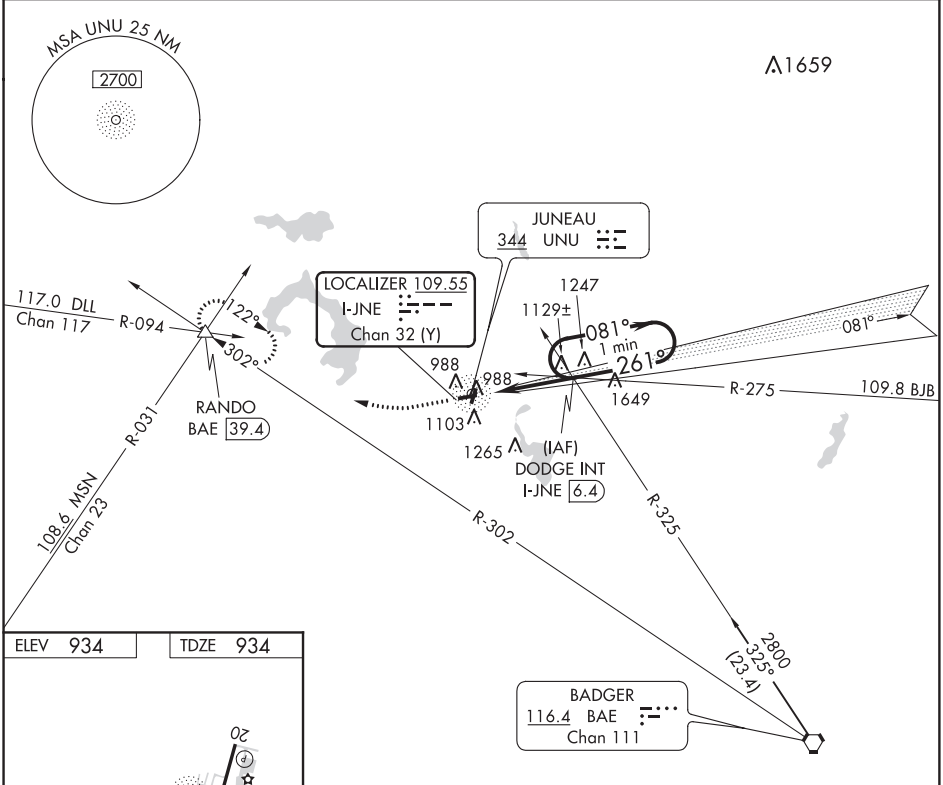 MSA UNU 25 NM
2700
1659
JUNEAU
344 UNU
LOCALIZER 109.55
I-JNE
Chan 32 (Y)
1247
1129±
081°
1 min
261°
081°
117.0 DLL
Chan 117
R-094
122°
302°
988
988
1649
R-275
109.8 BJB
RANDO
BAE 39.4
1103
1265
(IAF)
DODGE INT
I-JNE 6.4
R-031
108.6 MSN
Chan 23
R-302
R-325
2800
325°
(23.4)
ELEV 934
TDZE 934
BADGER
116.4 BAE
Chan 111
20
P